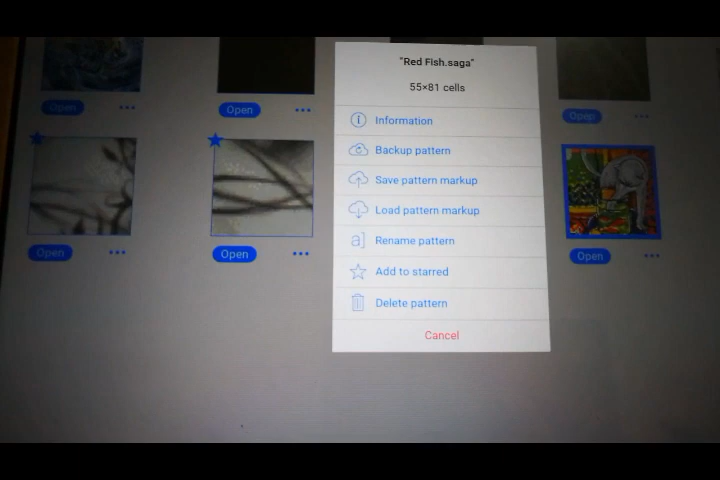 "Red Fish.saga"
55×81 cells
Information
Backup pattern
Save pattern markup
Load pattern markup
a] Rename pattern
Add to starred
Delete pattern
Cancel
Open
Open
Open
Open
Open
Open